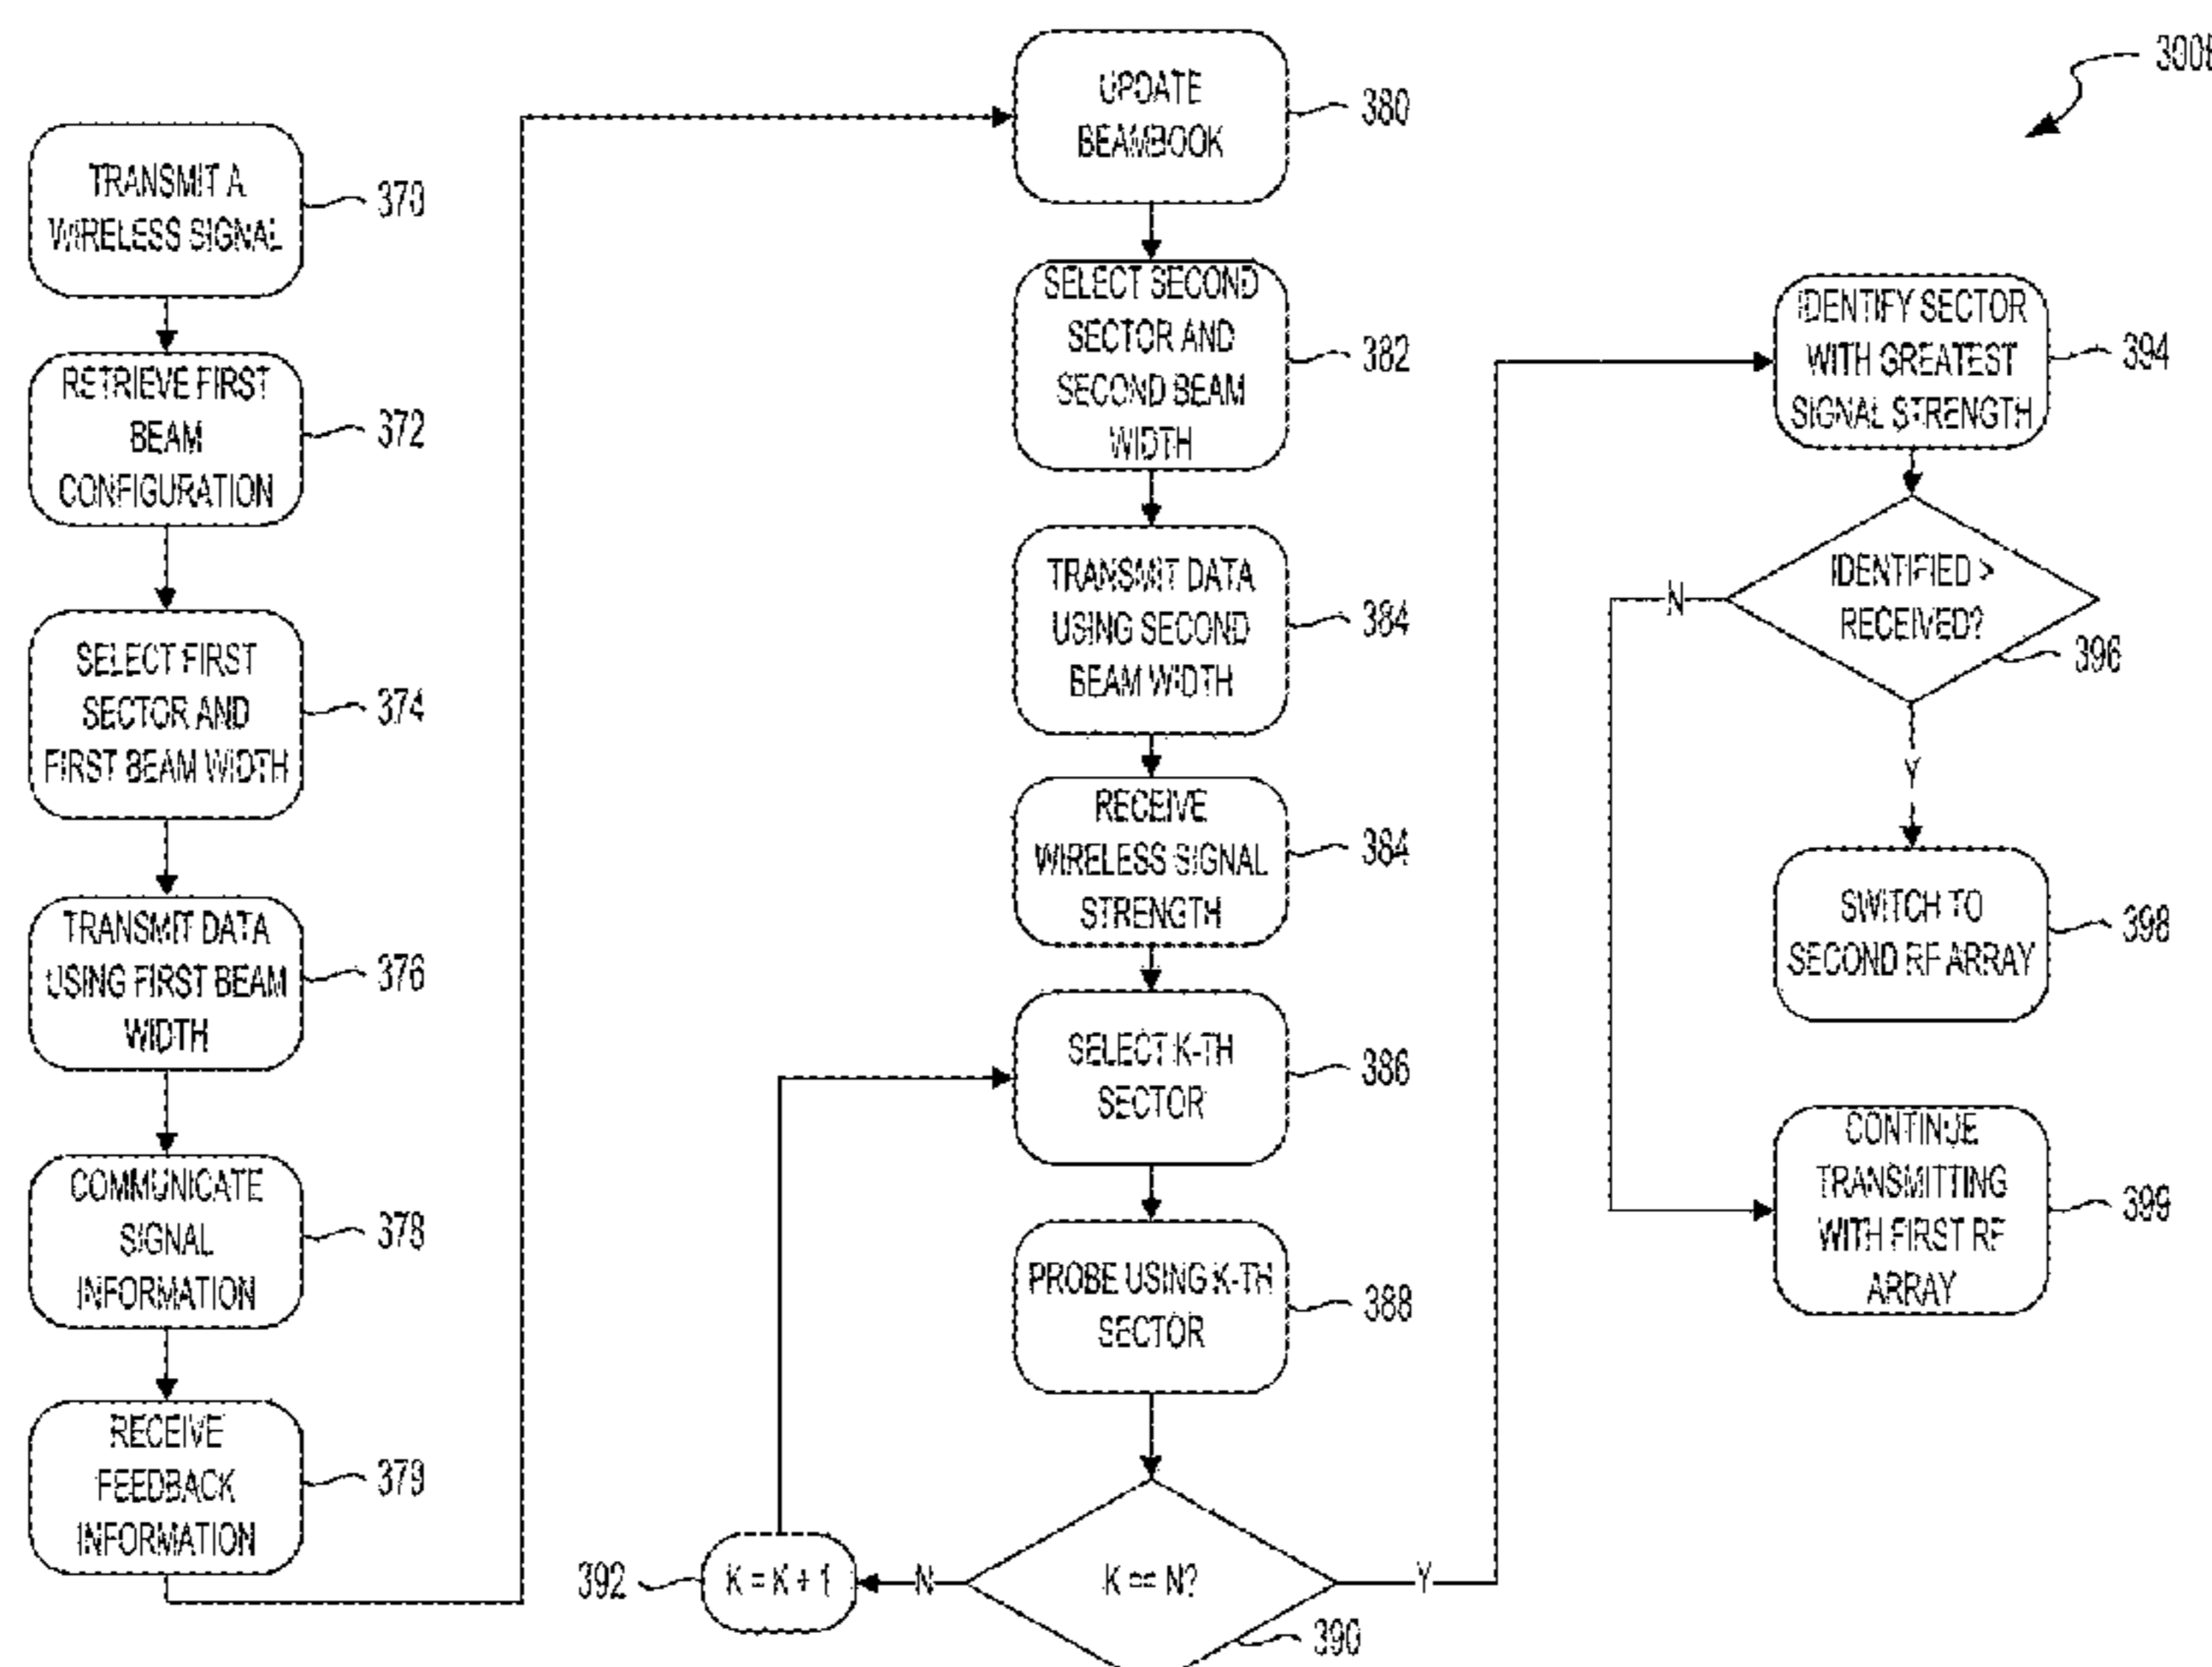 TRANSMIT A
WIRELESS SIGNAL
370
RETRIEVE FIRST
BEAM
CONFIGURATION
372
SELECT FIRST
SECTOR AND
FIRST BEAM WIDTH
374
TRANSMIT DATA
USING FIRST BEAM
WIDTH
376
COMMUNICATE
SIGNAL
INFORMATION
378
RECEIVE
FEEDBACK
INFORMATION
379
UPDATE
BEAMBOOK
380
SELECT SECOND
SECTOR AND
SECOND BEAM
WIDTH
382
TRANSMIT DATA
USING SECOND
BEAM WIDTH
384
RECEIVE
WIRELESS SIGNAL
STRENGTH
384
SELECT K-TH
SECTOR
386
PROBE USING K-TH
SECTOR
388
K == N?
390
N
Y
K = K + 1
392
IDENTIFY SECTOR
WITH GREATEST
SIGNAL STRENGTH
394
IDENTIFIED >
RECEIVED?
396
N
Y
SWITCH TO
SECOND RF ARRAY
398
CONTINUE
TRANSMITTING
WITH FIRST RF
ARRAY
399